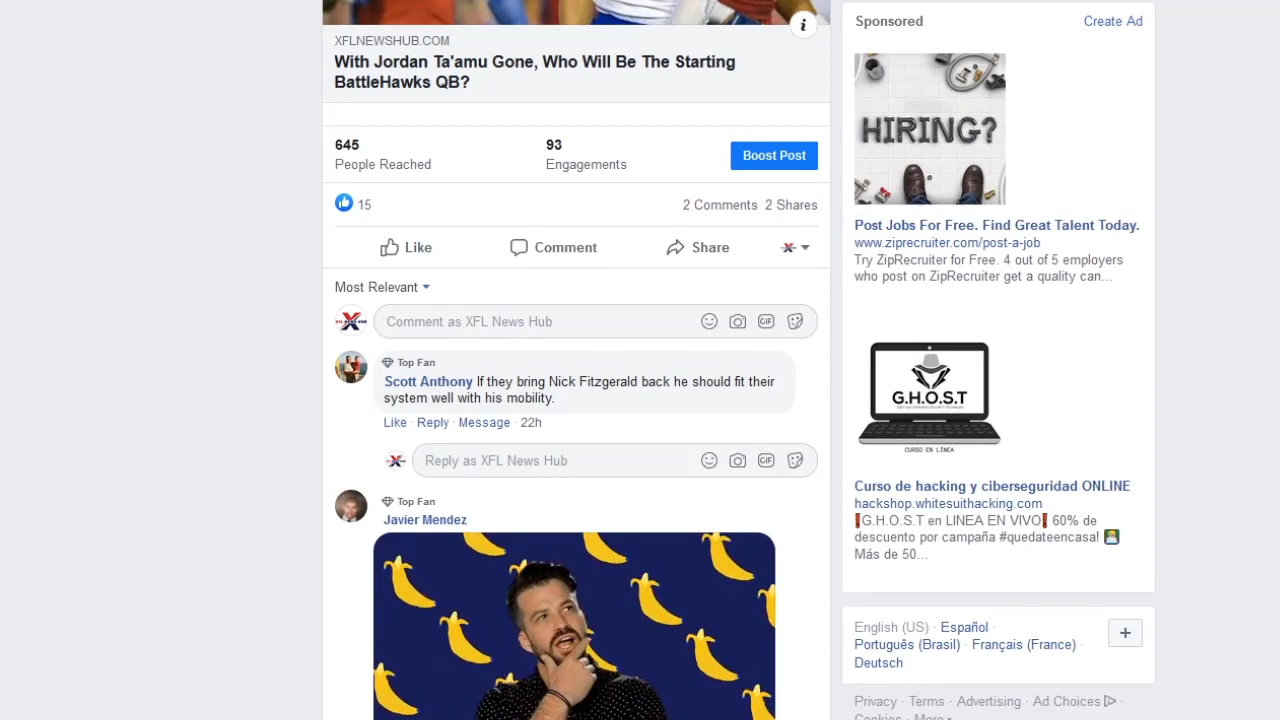 XFLNEWSHUB.COM
With Jordan Ta'amu Gone, Who Will Be The Starting
BattleHawks QB?
645
People Reached
93
Engagements
Boost Post
15
2 Comments 2 Shares
Like
Comment
Share
Most Relevant
Comment as XFL News Hub
GIF
Top Fan
Scott Anthony If they bring Nick Fitzgerald back he should fit their
system well with his mobility.
Like · Reply · Message · 22h
Reply as XFL News Hub
GIF
Top Fan
Javier Mendez
Sponsored
Create Ad
HIRING?
Post Jobs For Free. Find Great Talent Today.
www.ziprecruiter.com/post-a-job
Try ZipRecruiter for Free. 4 out of 5 employers
who post on ZipRecruiter get a quality can...
G.H.O.S.T
CURSO EN LÍNEA
Curso de hacking y ciberseguridad ONLINE
hackshop.whitesuithacking.com
❗G.H.O.S.T en LINEA EN VIVO❗ 60% de
descuento por campaña #quedateencasa! 👩‍💻
Más de 50...
English (US) · Español ·
Português (Brasil) · Français (France) ·
Deutsch
Privacy · Terms · Advertising · Ad Choices ·
Cookies · More